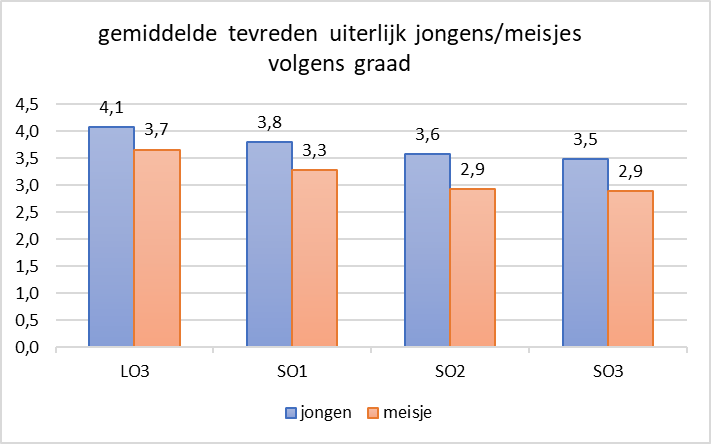 gemiddelde tevreden uiterlijk jongens/meisjes
volgens graad
4,5
4,0
3,5
3,0
2,5
2,0
1,5
1,0
0,5
0,0
4,1
3,7
3,8
3,3
3,6
2,9
3,5
2,9
LO3
SO1
SO2
SO3
jongen
meisje